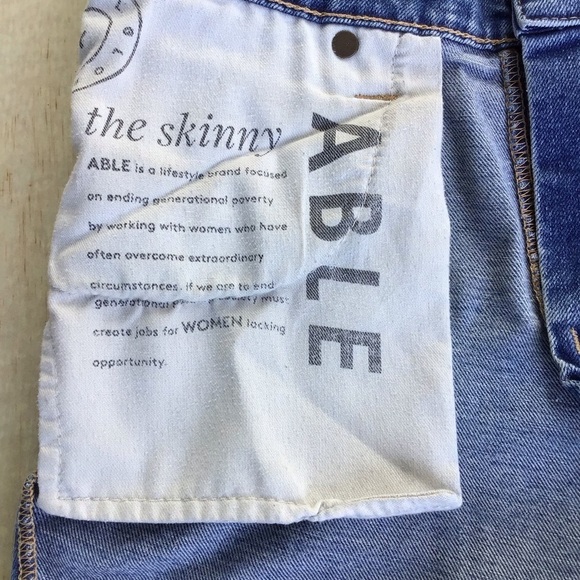 the skinny
ABLE is a lifestyle brand focused
on ending generational poverty
by working with women who have
often overcome extraordinary
circumstances. If we are to end
generational must
create jobs for WOMEN lacking
opportunity.
ABLE